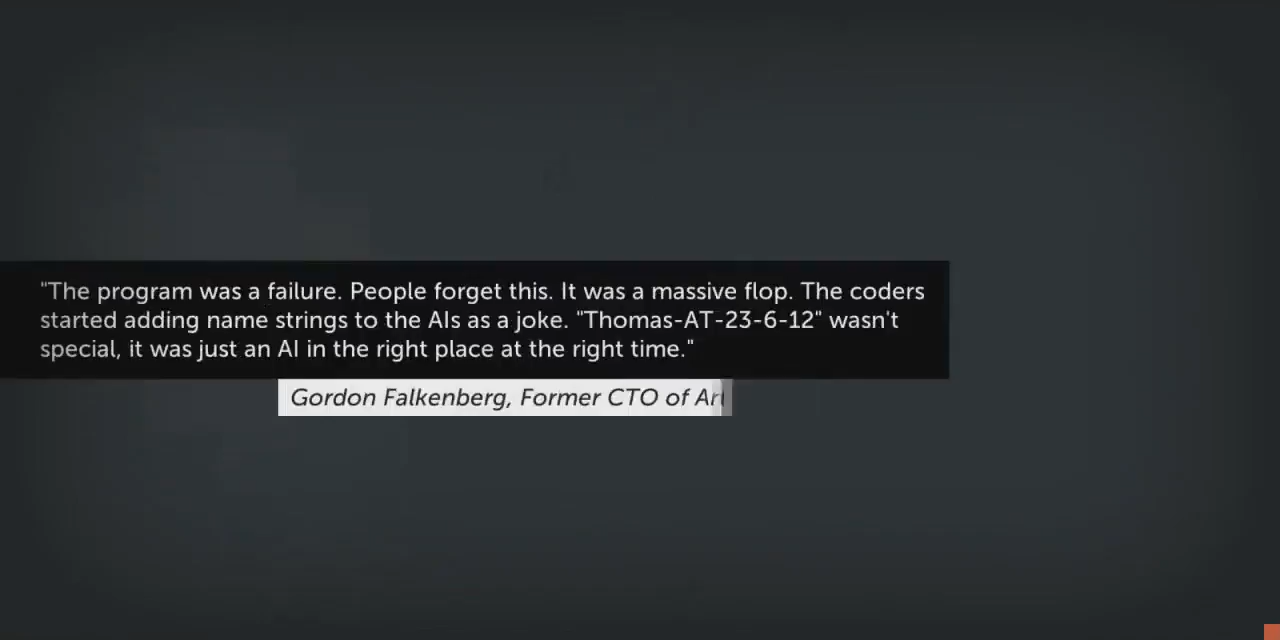 "The program was a failure. People forget this. It was a massive flop. The coders
started adding name strings to the AIs as a joke. "Thomas-AT-23-6-12" wasn't
special, it was just an AI in the right place at the right time."
Gordon Falkenberg, Former CTO of